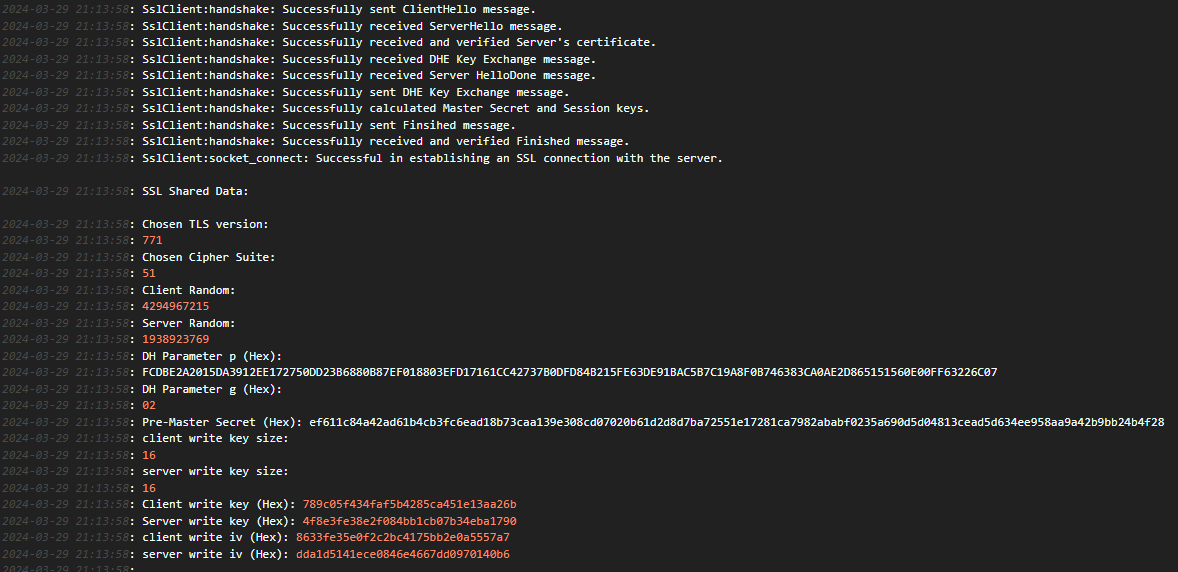 2024-03-29 21:13:58: SslClient:handshake: Successfully sent ClientHello message.
2024-03-29 21:13:58: SslClient:handshake: Successfully received ServerHello message.
2024-03-29 21:13:58: SslClient:handshake: Successfully received and verified Server's certificate.
2024-03-29 21:13:58: SslClient:handshake: Successfully received DHE Key Exchange message.
2024-03-29 21:13:58: SslClient:handshake: Successfully received Server HelloDone message.
2024-03-29 21:13:58: SslClient:handshake: Successfully sent DHE Key Exchange message.
2024-03-29 21:13:58: SslClient:handshake: Successfully calculated Master Secret and Session keys.
2024-03-29 21:13:58: SslClient:handshake: Successfully sent Finsihed message.
2024-03-29 21:13:58: SslClient:handshake: Successfully received and verified Finished message.
2024-03-29 21:13:58: SslClient:socket_connect: Successful in establishing an SSL connection with the server.
2024-03-29 21:13:58: SSL Shared Data:
2024-03-29 21:13:58: Chosen TLS version:
2024-03-29 21:13:58: 771
2024-03-29 21:13:58: Chosen Cipher Suite:
2024-03-29 21:13:58: 51
2024-03-29 21:13:58: Client Random:
2024-03-29 21:13:58: 4294967215
2024-03-29 21:13:58: Server Random:
2024-03-29 21:13:58: 1938923769
2024-03-29 21:13:58: DH Parameter p (Hex):
2024-03-29 21:13:58: FCDBE2A2015DA3912EE172750DD23B6880B87EF018803EFD17161CC42737B0DFD84B215FE63DE91BAC5B7C19A8F0B746383CA0AE2D865151560E00FF63226C07
2024-03-29 21:13:58: DH Parameter g (Hex):
2024-03-29 21:13:58: 02
2024-03-29 21:13:58: Pre-Master Secret (Hex): ef611c84a42ad61b4cb3fc6ead18b73caa139e308cd07020b61d2d8d7ba72551e17281ca7982ababf0235a690d5d04813cead5d634ee958aa9a42b9bb24b4f28
2024-03-29 21:13:58: client write key size:
2024-03-29 21:13:58: 16
2024-03-29 21:13:58: server write key size:
2024-03-29 21:13:58: 16
2024-03-29 21:13:58: Client write key (Hex): 789c05f434faf5b4285ca451e13aa26b
2024-03-29 21:13:58: Server write key (Hex): 4f8e3fe38e2f084bb1cb07b34eba1790
2024-03-29 21:13:58: client write iv (Hex): 8633fe35e0f2c2bc4175bb2e0a5557a7
2024-03-29 21:13:58: server write iv (Hex): dda1d5141ece0846e4667dd0970140b6
2024-03-29 21:13:58: